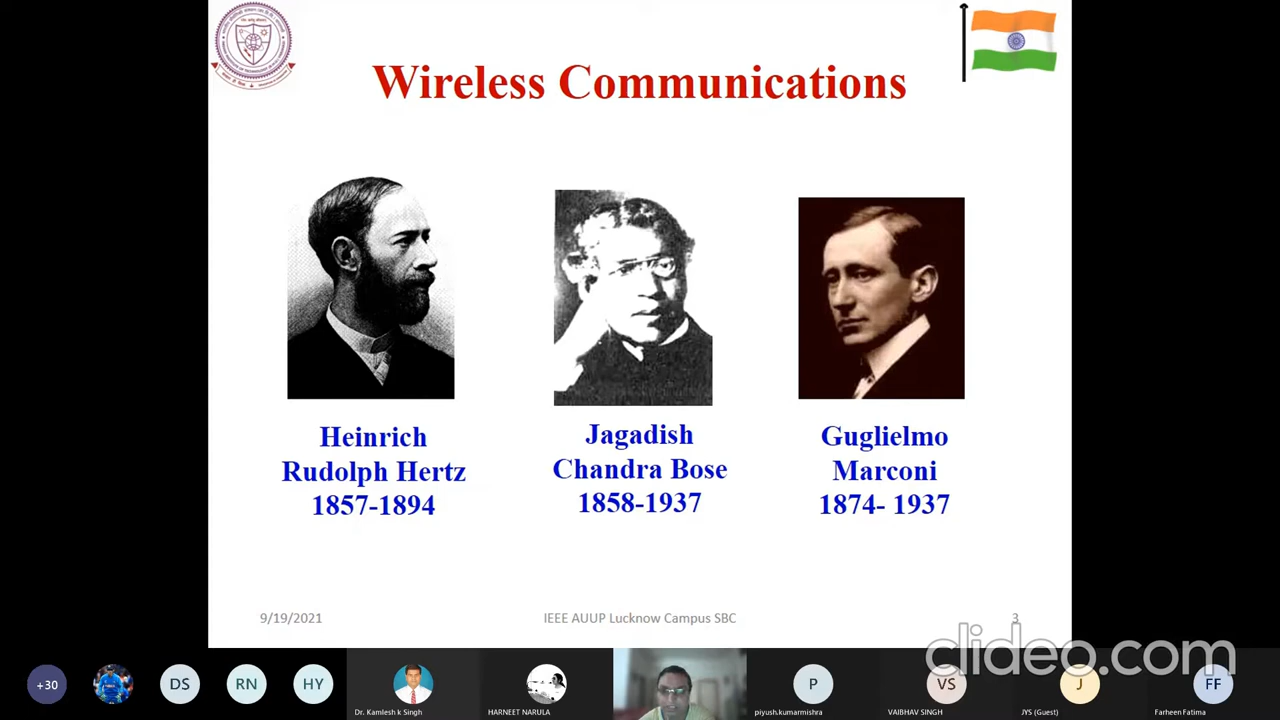 Wireless Communications
Heinrich
Rudolph Hertz
1857-1894
Jagadish
Chandra Bose
1858-1937
Guglielmo
Marconi
1874- 1937
9/19/2021
IEEE AUUP Lucknow Campus SBC
3
clideo.com
+30
DS
RN
HY
Dr. Kamlesh k Singh
HARNEET NARULA
P
piyush.kumarmishra
VS
VAIBHAV SINGH
J
JYS (Guest)
FF
Farheen Fatima